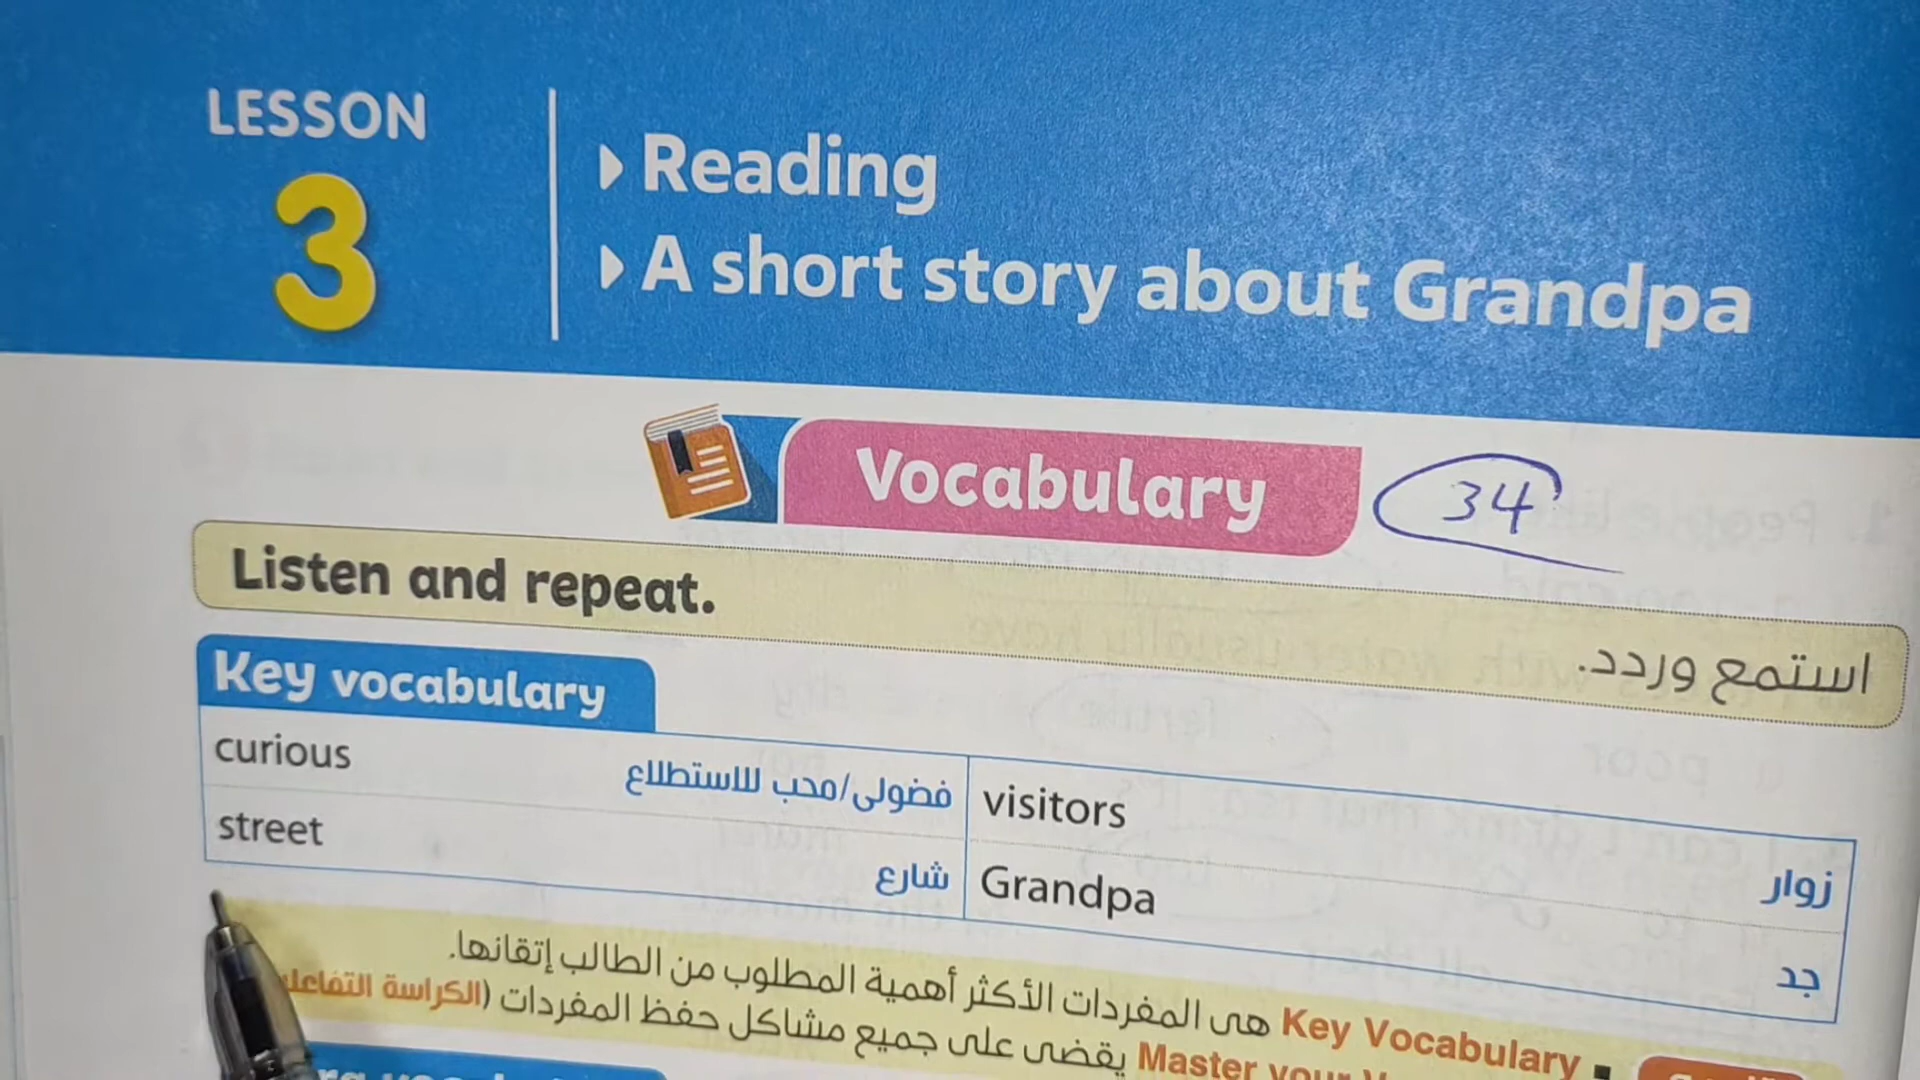 LESSON
3
Reading
A short story about Grandpa
Vocabulary
34
Listen and repeat.
استمع وردد.
Key vocabulary
curious فضولى/محب للاستطلاع
visitors زوار
street شارع
Grandpa جد
Key Vocabulary هى المفردات الأكثر أهمية المطلوب من الطالب إتقانها.
Master your يقضى على جميع مشاكل حفظ المفردات (الكراسة